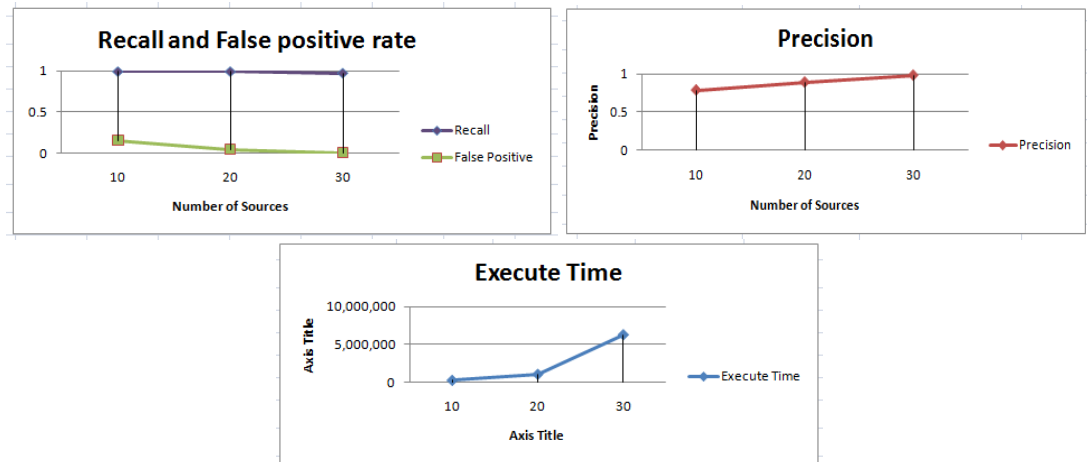 Recall and False positive rate
1
0.5
0
10 20 30
Number of Sources
Recall
False Positive
Precision
1
0.5
0
Precision
10 20 30
Number of Sources
Precision
Execute Time
10,000,000
5,000,000
0
Axis Title
10 20 30
Axis Title
Execute Time